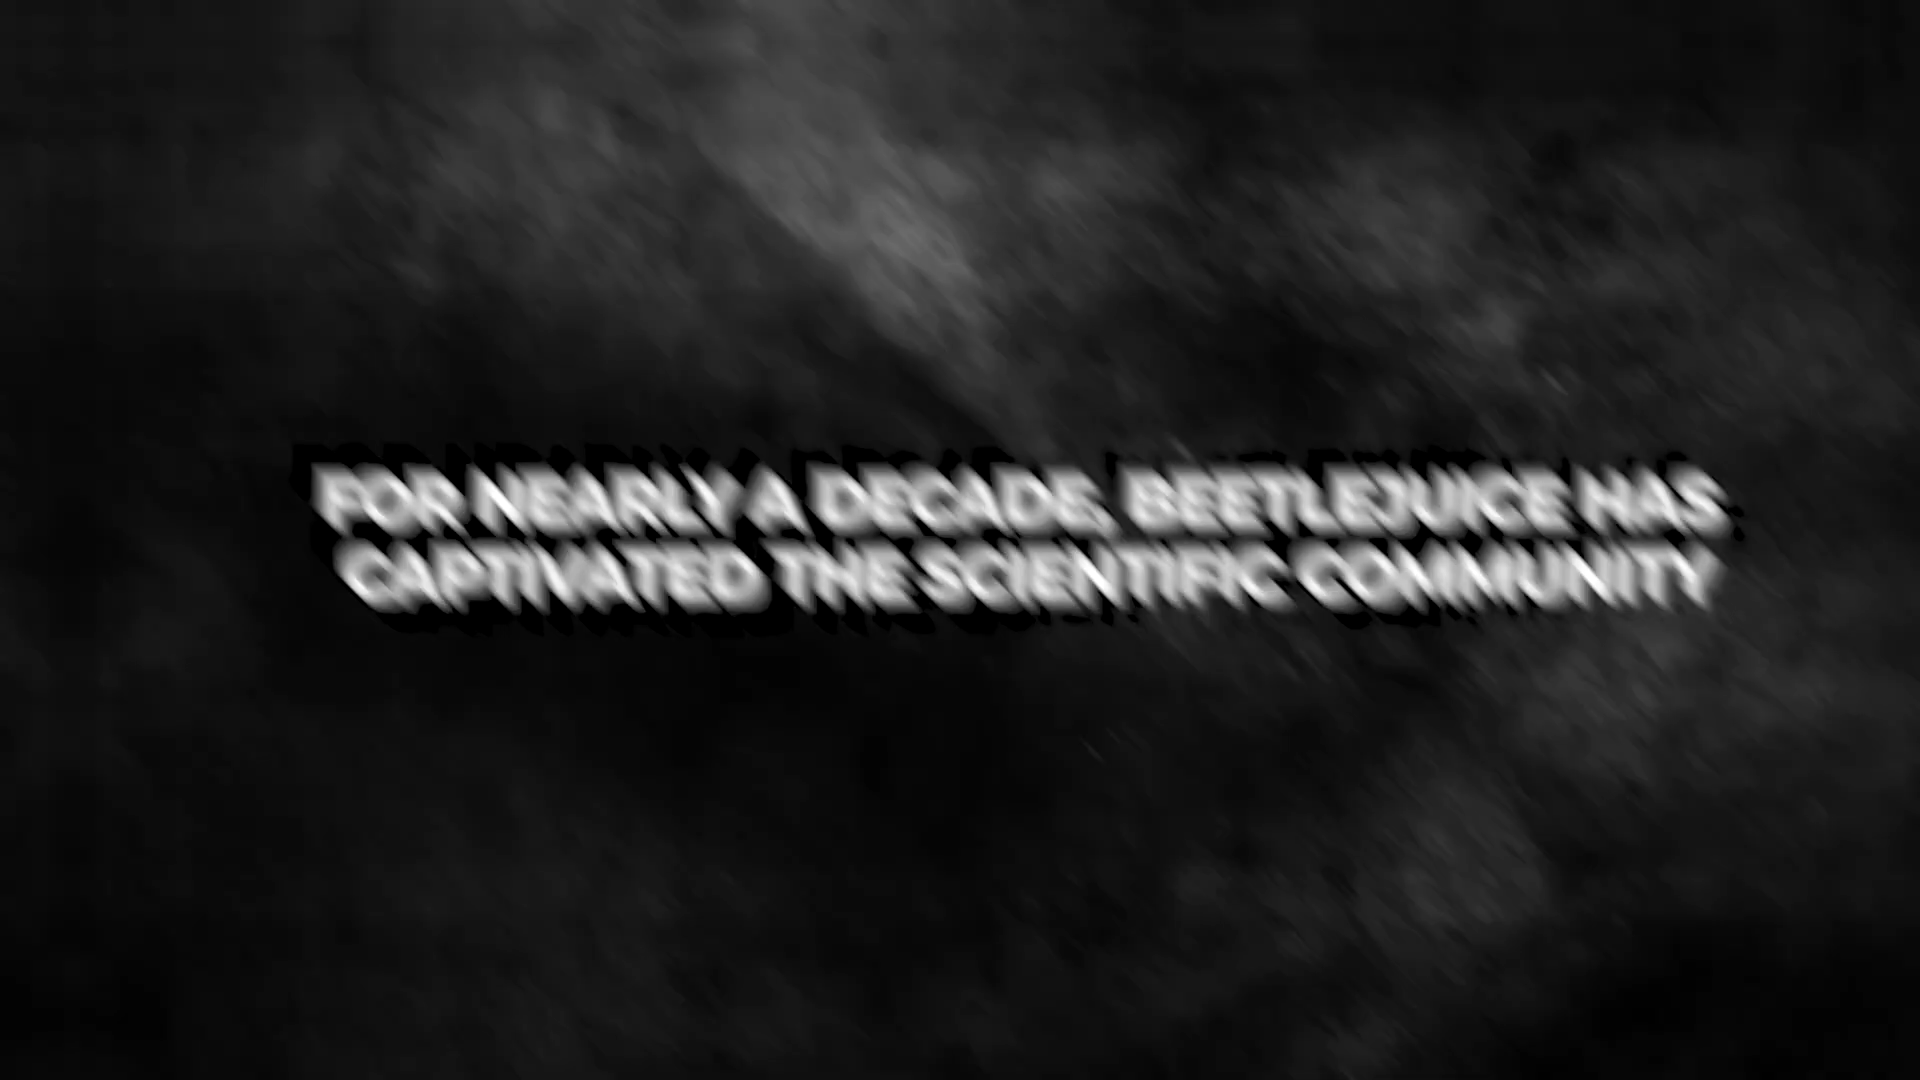 FOR NEARLY A DECADE, BEETLEJUICE HAS
CAPTIVATED THE SCIENTIFIC COMMUNITY